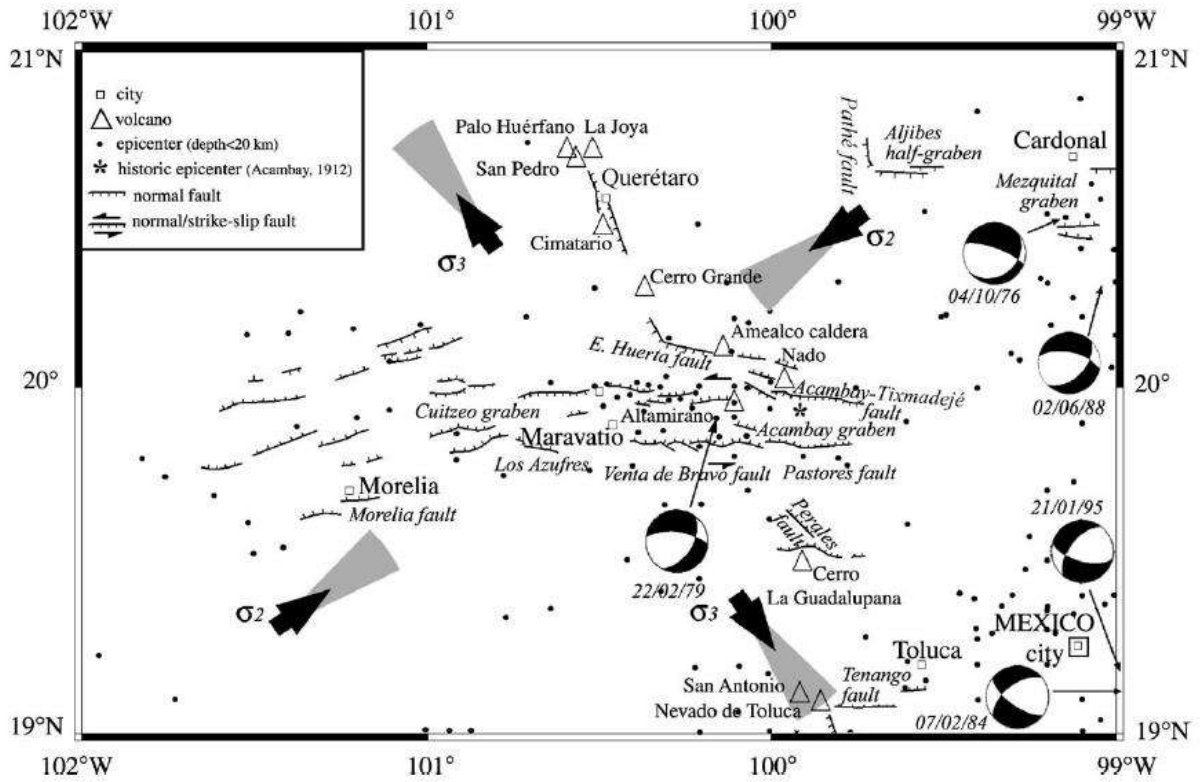 102°W
101°
100°
99°W
21°N
21°N
city
volcano
epicenter (depth<20 km)
historic epicenter (Acambay, 1912)
normal fault
normal/strike-slip fault
Palo Huérfano
La Joya
San Pedro
Querétaro
Cimatario
Pathé fault
Aljibes
half-graben
Cardonal
Mezquital
graben
σ3
σ2
Cerro Grande
04/10/76
Amealco caldera
E. Huerta fault
Nado
02/06/88
20°
20°
Acambay-Tixmadejé
fault
Cuitzeo graben
Altamirano
Acambay graben
Maravatio
Los Azufres
Venta de Bravo fault
Pastores fault
Morelia
Morelia fault
21/01/95
Perales
fault
22/02/79
Cerro
La Guadalupana
σ2
σ3
MEXICO
city
Toluca
San Antonio
Nevado de Toluca
Tenango
fault
07/02/84
19°N
19°N
102°W
101°
100°
99°W